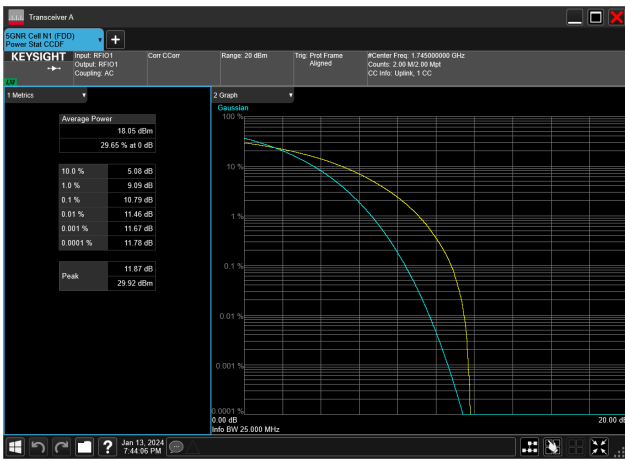 Transceiver A
5GNR Cell N1 (FDD)
Power Stat CCDF
KEYSIGHT
Input: RFIO1
Output: RFIO1
Coupling: AC
Corr CCorr
Range: 20 dBm
Trig: Prot Frame
Aligned
#Center Freq: 1.745000000 GHz
Counts: 2.00 M/2.00 Mpt
CC Info: Uplink, 1 CC
1 Metrics
Average Power
18.05 dBm
29.65 % at 0 dB
10.0 % 5.08 dB
1.0 % 9.09 dB
0.1 % 10.79 dB
0.01 % 11.46 dB
0.001 % 11.67 dB
0.0001 % 11.78 dB
Peak
11.87 dB
29.92 dBm
2 Graph
Gaussian
100 %
10 %
1 %
0.1 %
0.01 %
0.001 %
0.0001 %
0.00 dB
20.00 dB
Info BW 25.000 MHz
Jan 13, 2024
7:44:06 PM